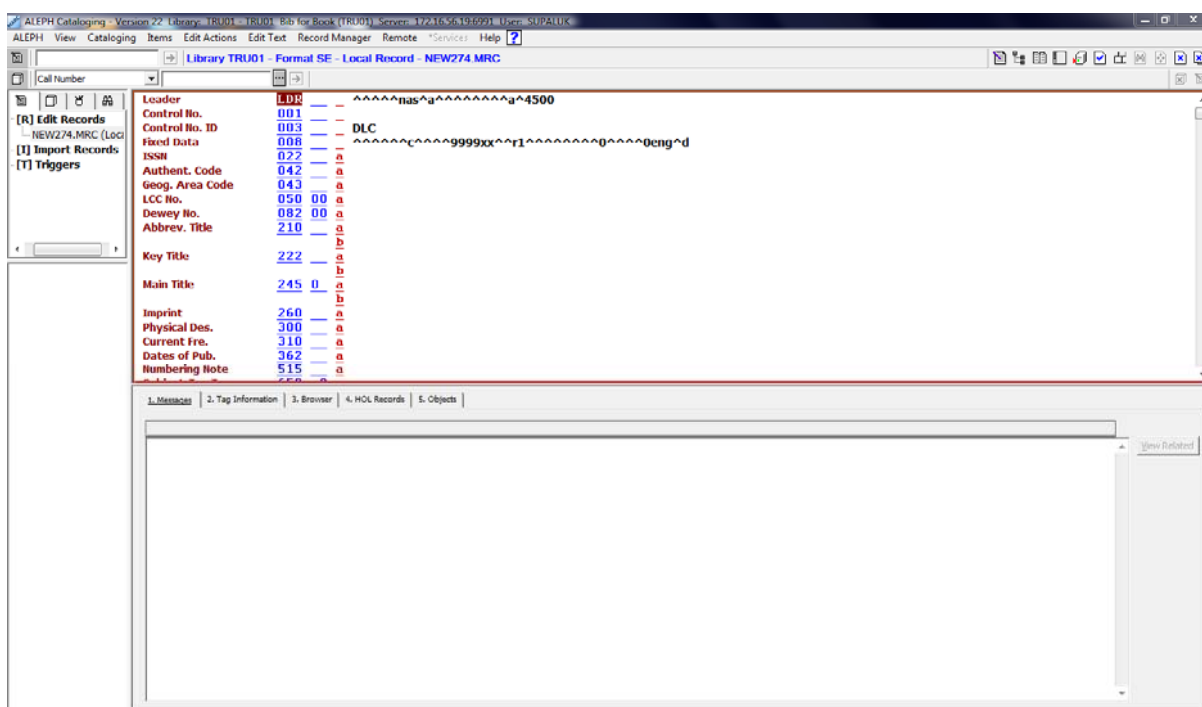 ALEPH Cataloging - Version 22 Library: TRU01 - TRU01 Bib for Book (TRU01) Server: 172.16.56.19:6991 User: SUPALUK
ALEPH View Cataloging Items Edit Actions Edit Text Record Manager Remote *Services Help ?
Library TRU01 - Formal SE - Local Record - NEW274.MRC
Call Number
[R] Edit Records
NEW274.MRC (Loca
[I] Import Records
[T] Triggers
Leader LDR ^^^^^nas^a^^^^^^^^a^4500
Control No. 001
Control No. ID 003 DLC
Fixed Data 008 ^^^^^^c^^^^9999xx^^r1^^^^^^^^0^^^^0eng^d
ISSN 022 a
Authent. Code 042 a
Geog. Area Code 043 a
LCC No. 050 00 a
Dewey No. 082 00 a
Abbrev. Title 210 a
b
Key Title 222 a
b
Main Title 245 0 a
b
Imprint 260 a
Physical Des. 300 a
Current Fre. 310 a
Dates of Pub. 362 a
Numbering Note 515 a
1. Messages 2. Tag Information 3. Browser 4. HOL Records 5. Objects
View Related